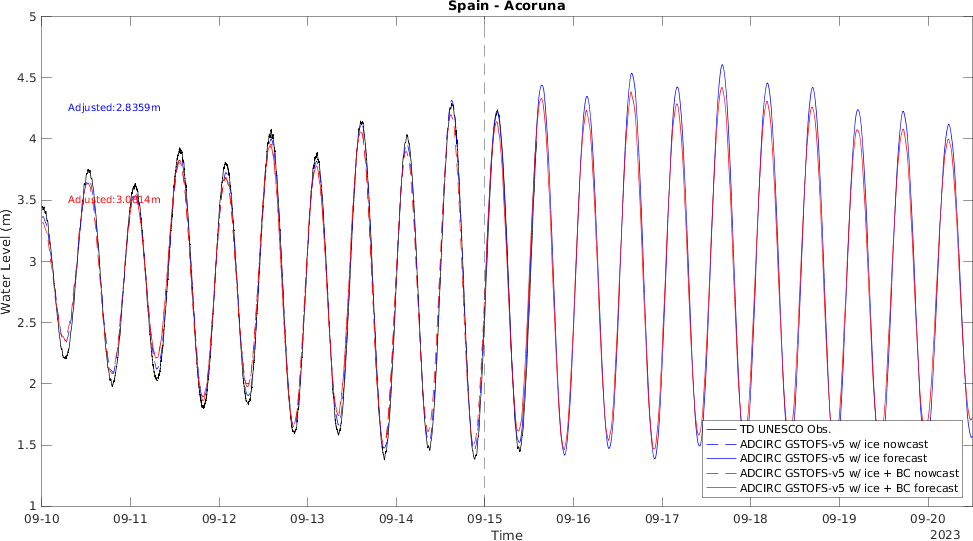 Spain - Acoruna
5
4.5
4
3.5
3
2.5
2
1.5
1
Water Level (m)
Adjusted:2.8359m
Adjusted:3.0614m
TD UNESCO Obs.
ADCIRC GSTOFS-v5 w/ ice nowcast
ADCIRC GSTOFS-v5 w/ ice forecast
ADCIRC GSTOFS-v5 w/ ice + BC nowcast
ADCIRC GSTOFS-v5 w/ ice + BC forecast
09-10 09-11 09-12 09-13 09-14 09-15 09-16 09-17 09-18 09-19 09-20
Time
2023